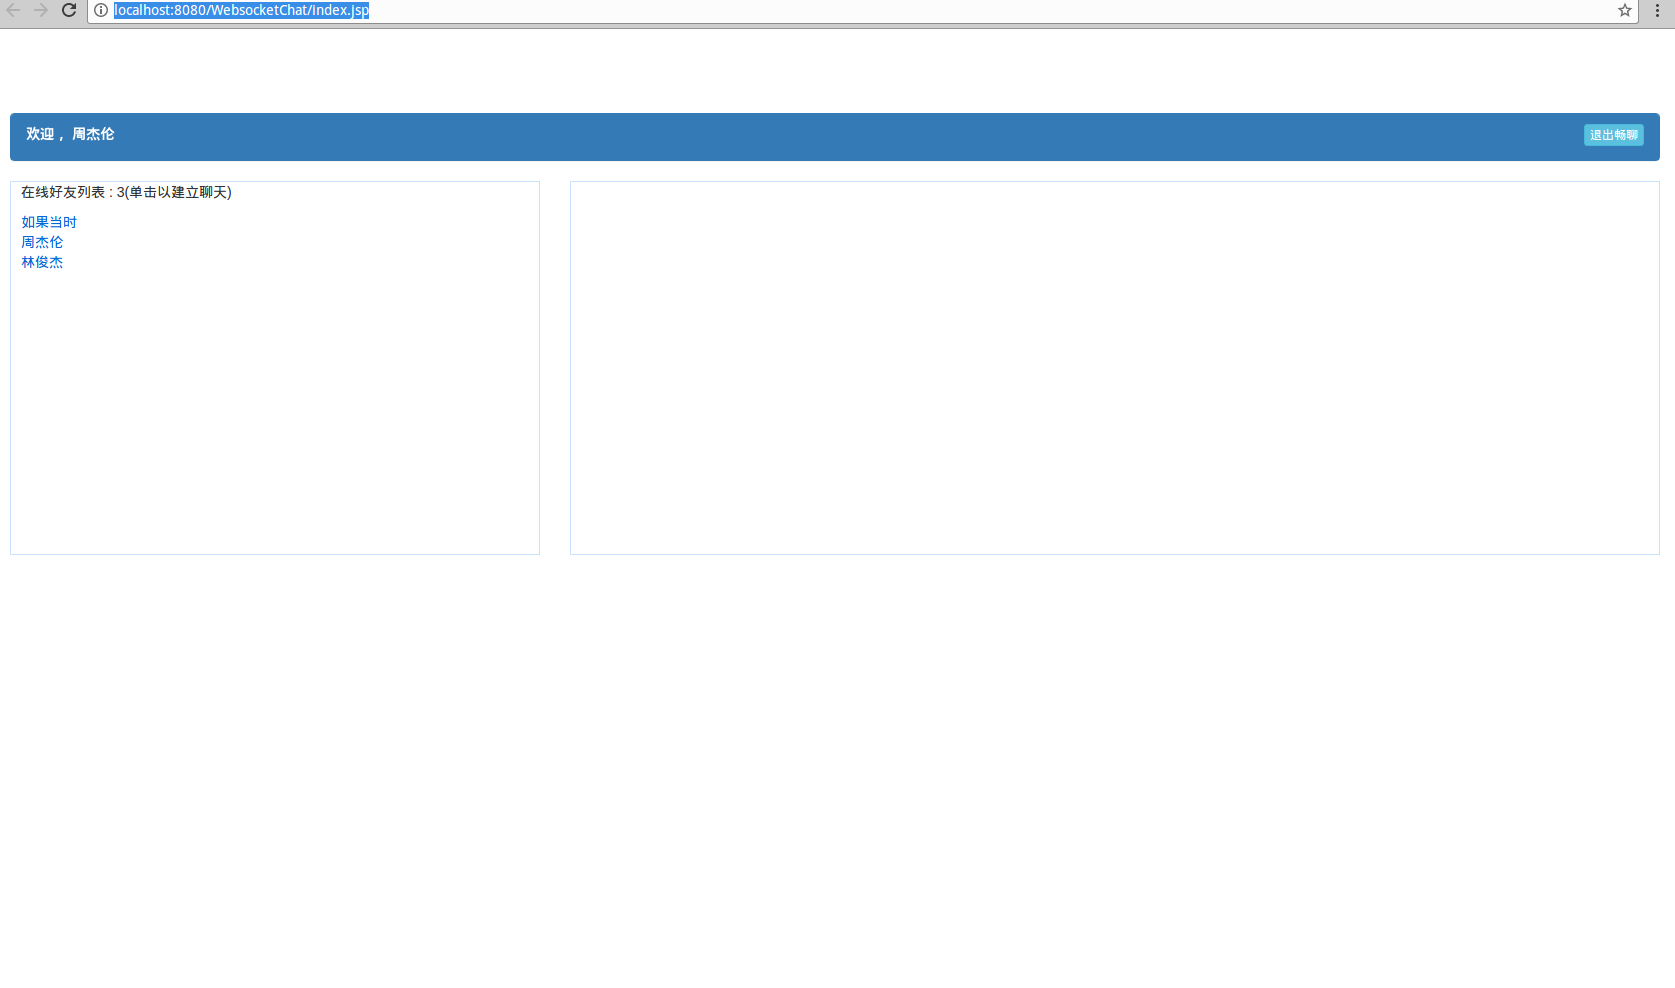 localhost:8080/WebsocketChat/index.jsp
欢迎， 周杰伦
退出畅聊
在线好友列表 : 3(单击以建立聊天)
如果当时
周杰伦
林俊杰